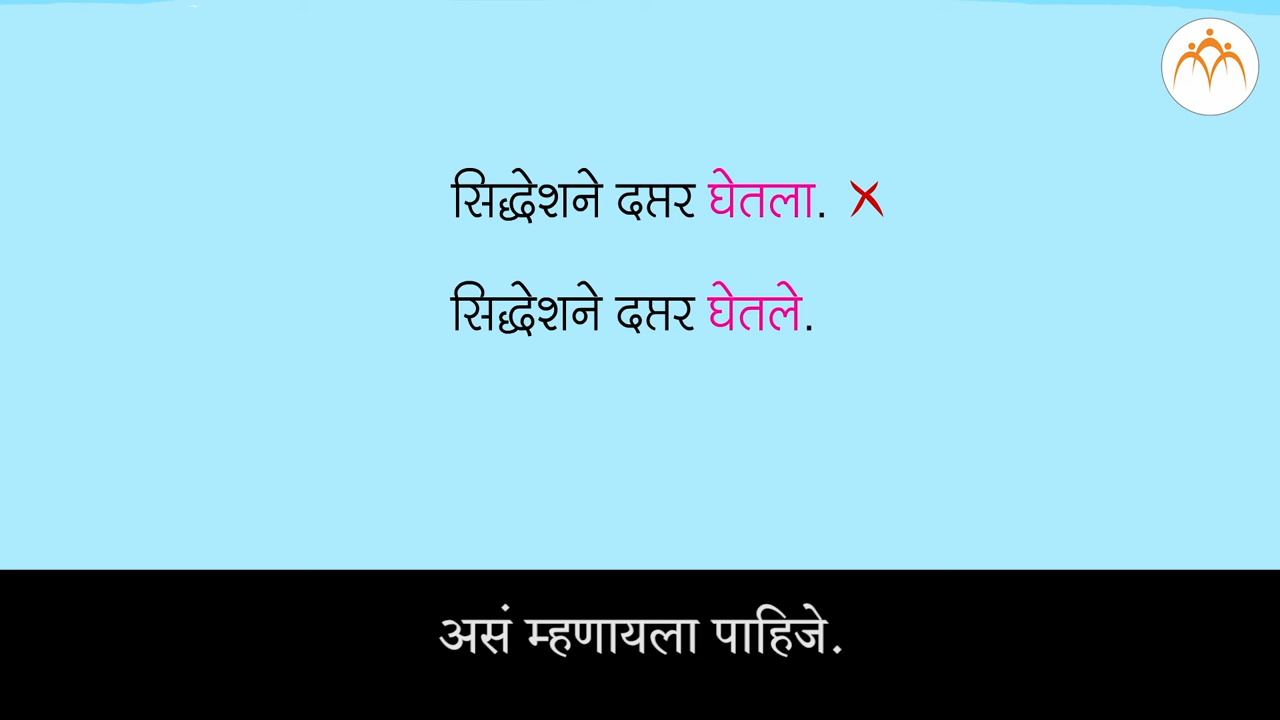 सिद्धेशने दप्तर घेतला. ✗
सिद्धेशने दप्तर घेतले.
असं म्हणायला पाहिजे.